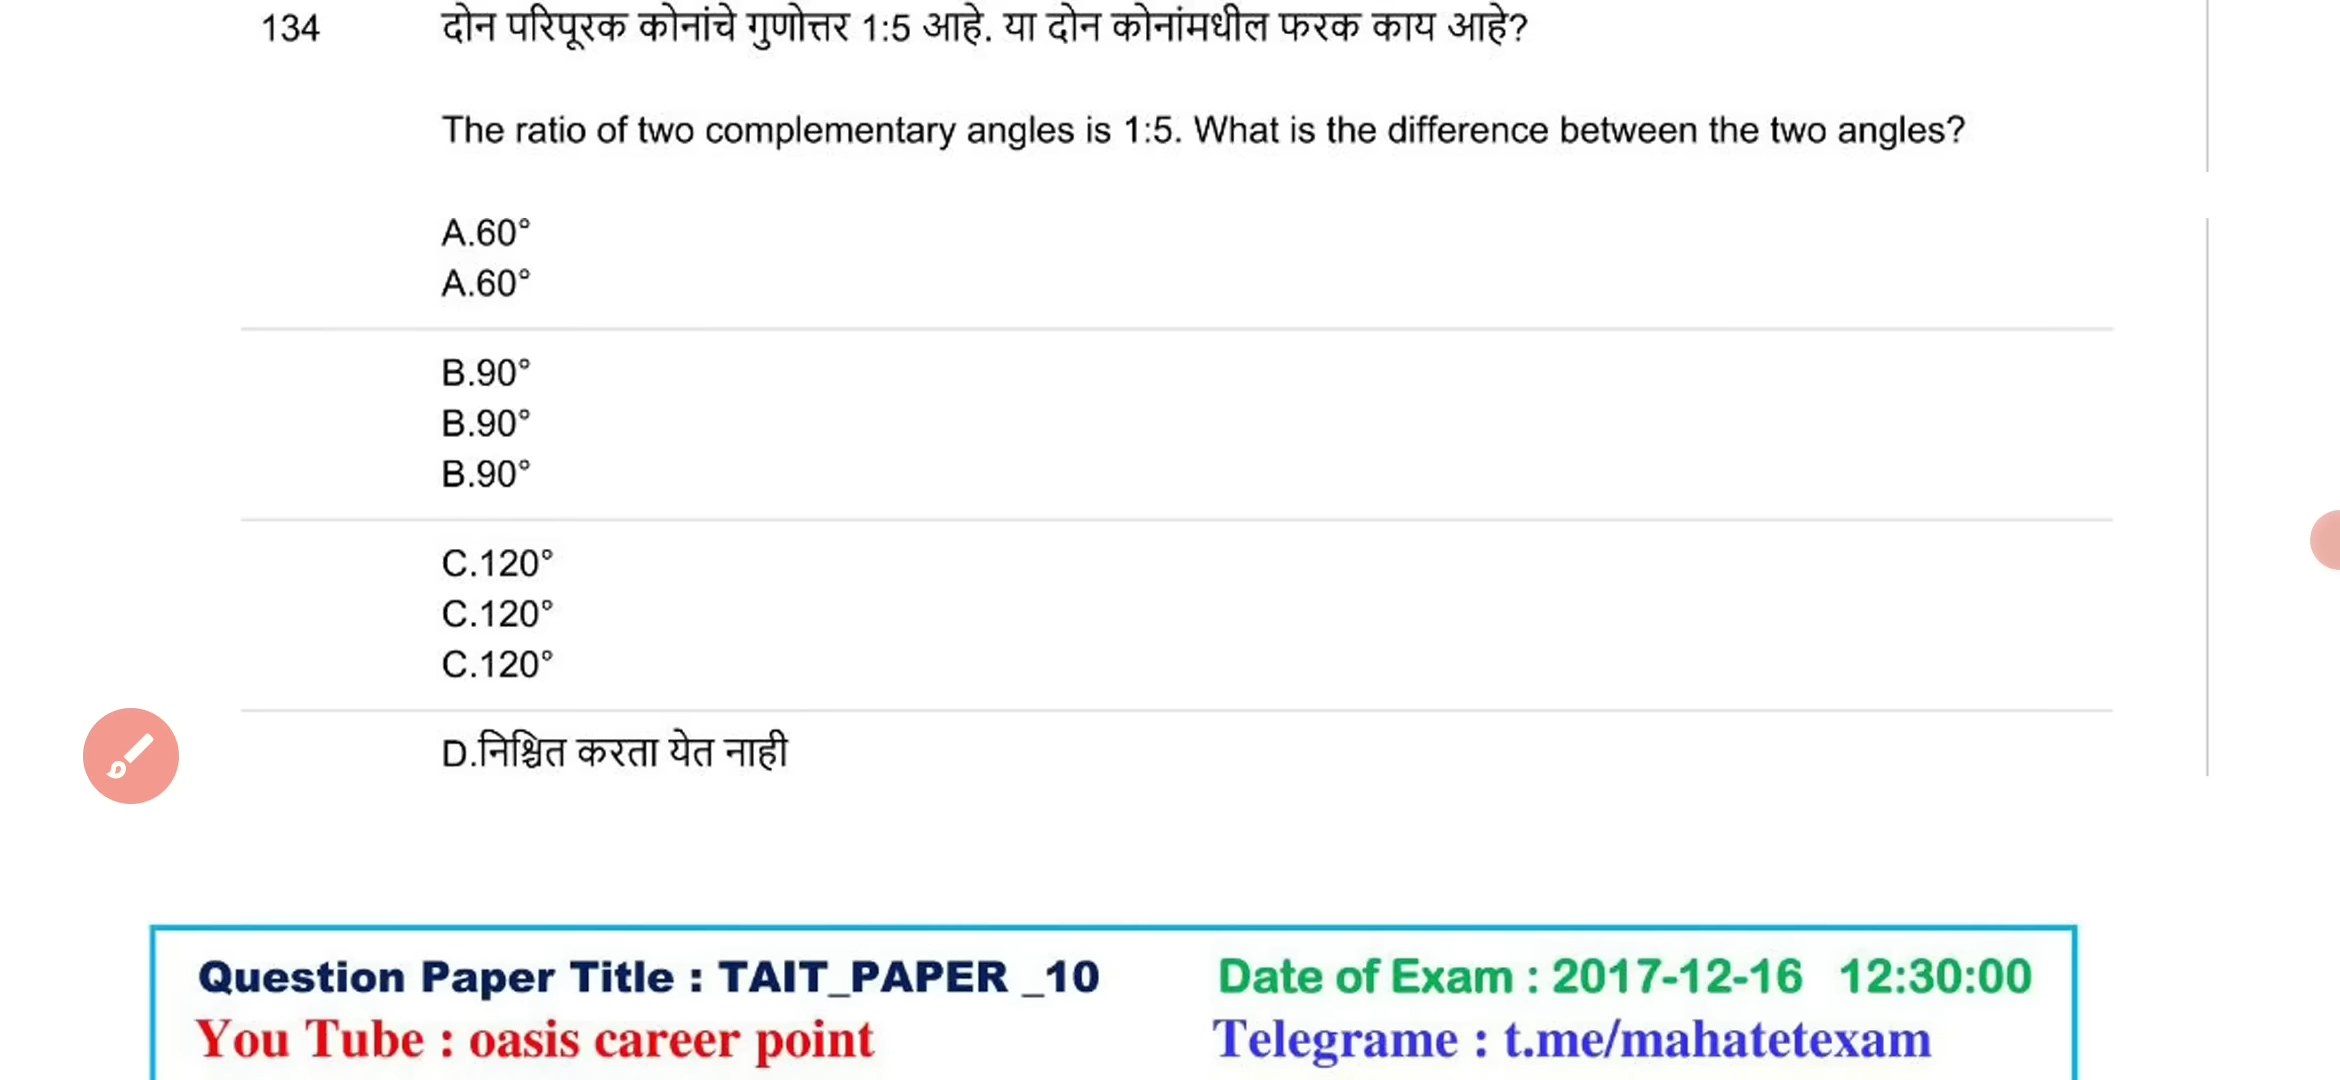 134 दोन परिपूरक कोनांचे गुणोत्तर 1:5 आहे. या दोन कोनांमधील फरक काय आहे?
The ratio of two complementary angles is 1:5. What is the difference between the two angles?
A.60°
A.60°
B.90°
B.90°
B.90°
C.120°
C.120°
C.120°
D.निश्चित करता येत नाही
Question Paper Title : TAIT_PAPER _10 Date of Exam : 2017-12-16 12:30:00
You Tube : oasis career point Telegrame : t.me/mahatetexam